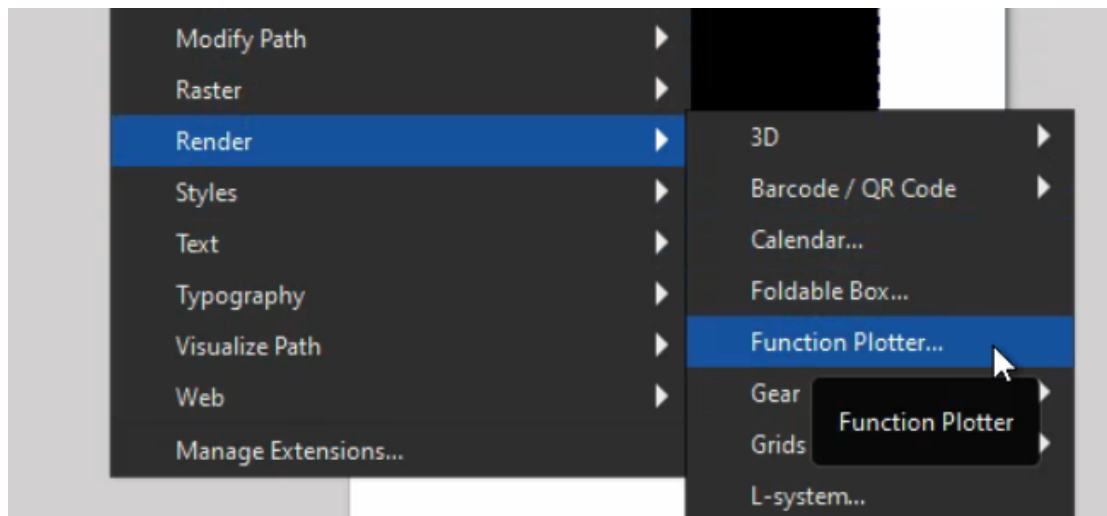 Modify Path
Raster
Render
Styles
Text
Typography
Visualize Path
Web
Manage Extensions...
3D
Barcode / QR Code
Calendar...
Foldable Box...
Function Plotter...
Gear
Function Plotter
Grids
L-system...